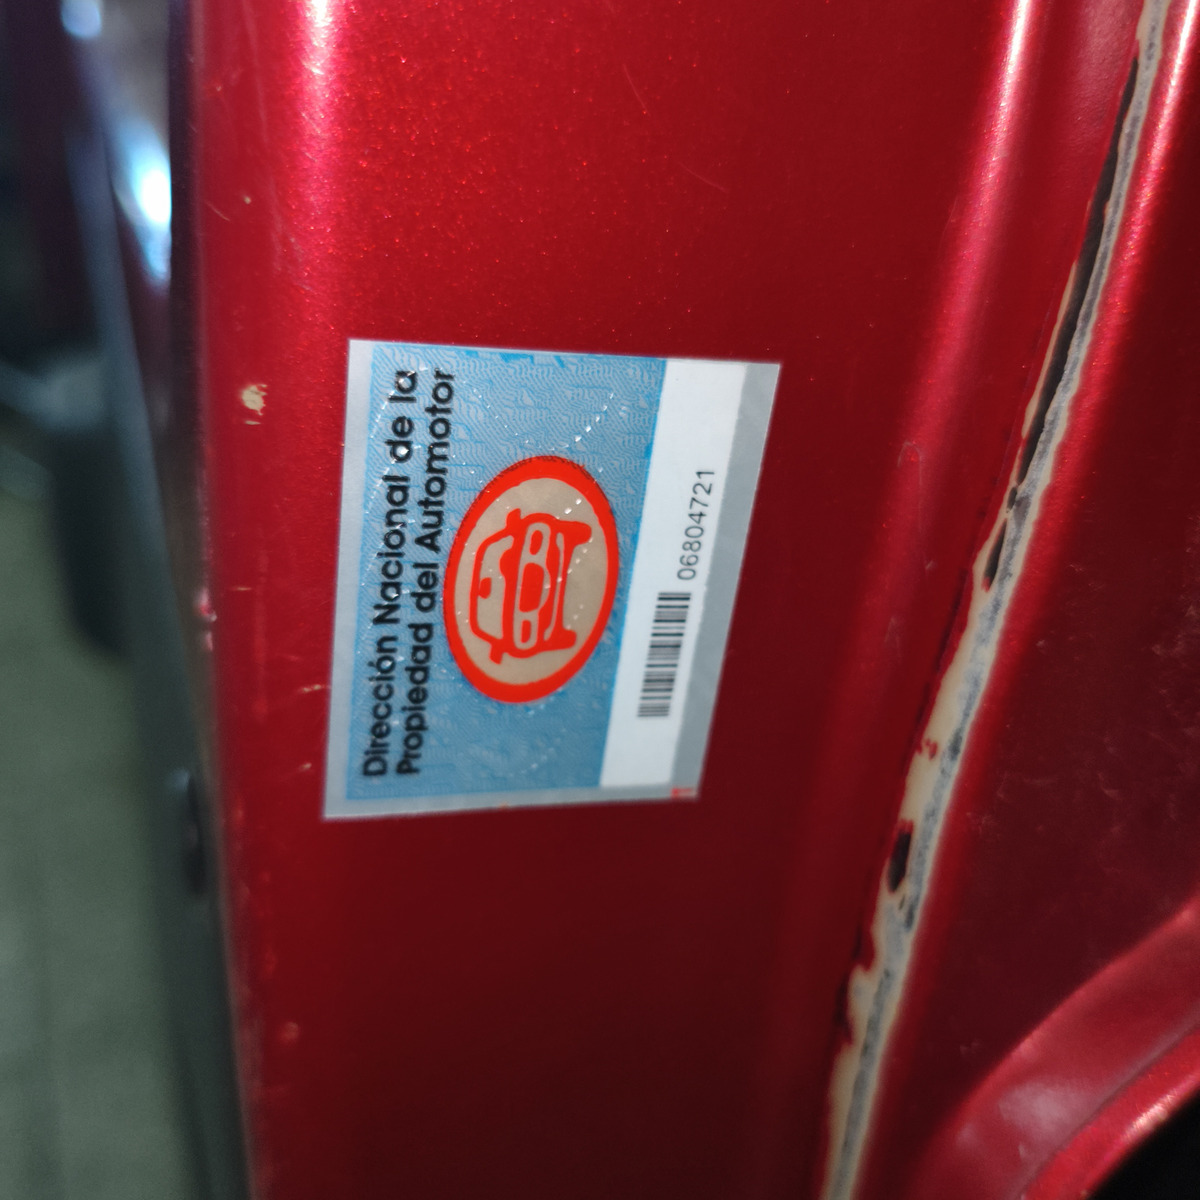 Dirección Nacional de la
Propiedad del Automotor
06804721